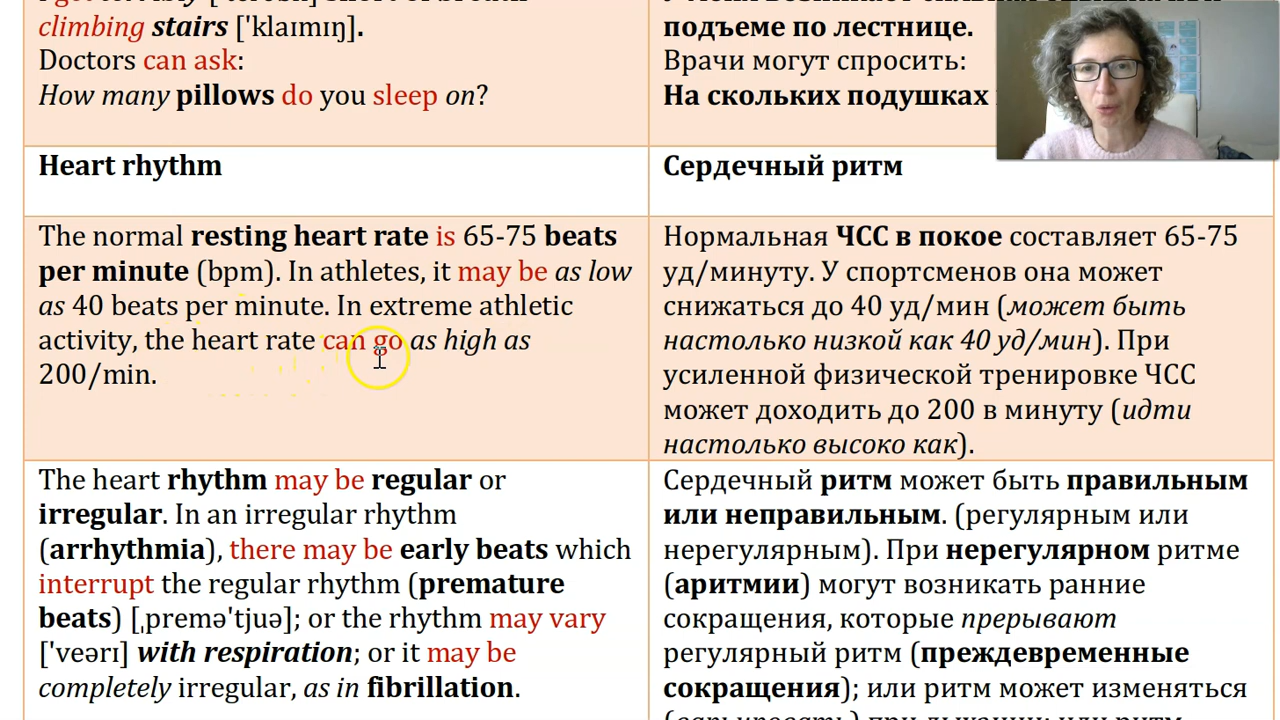 climbing stairs ['klaɪmɪŋ].
Doctors can ask:
How many pillows do you sleep on?
подъеме по лестнице.
Врачи могут спросить:
На скольких подушках
Heart rhythm
Сердечный ритм
The normal resting heart rate is 65-75 beats
per minute (bpm). In athletes, it may be as low
as 40 beats per minute. In extreme athletic
activity, the heart rate can go as high as
200/min.
Нормальная ЧСС в покое составляет 65-75
уд/минуту. У спортсменов она может
снижаться до 40 уд/мин (может быть
настолько низкой как 40 уд/мин). При
усиленной физической тренировке ЧСС
может доходить до 200 в минуту (идти
настолько высоко как).
The heart rhythm may be regular or
irregular. In an irregular rhythm
(arrhythmia), there may be early beats which
interrupt the regular rhythm (premature
beats) [ˌpremə'tjuə]; or the rhythm may vary
['veərɪ] with respiration; or it may be
completely irregular, as in fibrillation.
Сердечный ритм может быть правильным
или неправильным. (регулярным или
нерегулярным). При нерегулярном ритме
(аритмии) могут возникать ранние
сокращения, которые прерывают
регулярный ритм (преждевременные
сокращения); или ритм может изменяться